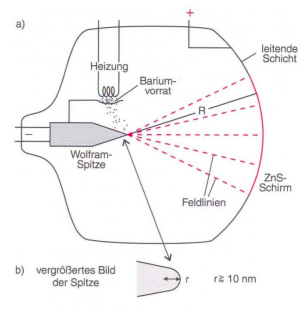 a)
+
Heizung
leitende
Schicht
Barium-
vorrat
R
–
Wolfram-
Spitze
ZnS-
Schirm
Feldlinien
b) vergrößertes Bild
der Spitze
r
r ≳ 10 nm